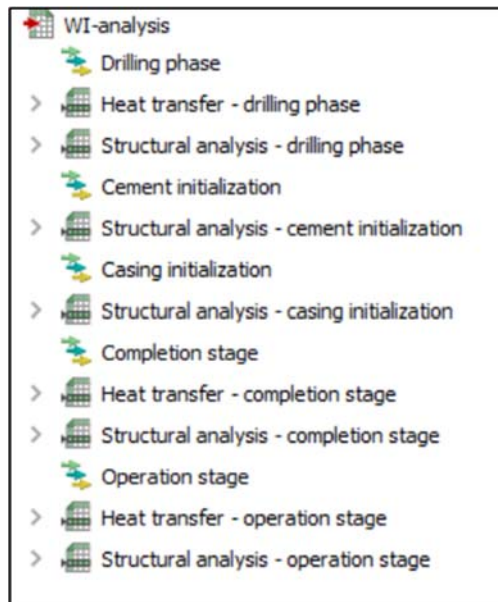 WI-analysis
Drilling phase
Heat transfer - drilling phase
Structural analysis - drilling phase
Cement initialization
Structural analysis - cement initialization
Casing initialization
Structural analysis - casing initialization
Completion stage
Heat transfer - completion stage
Structural analysis - completion stage
Operation stage
Heat transfer - operation stage
Structural analysis - operation stage